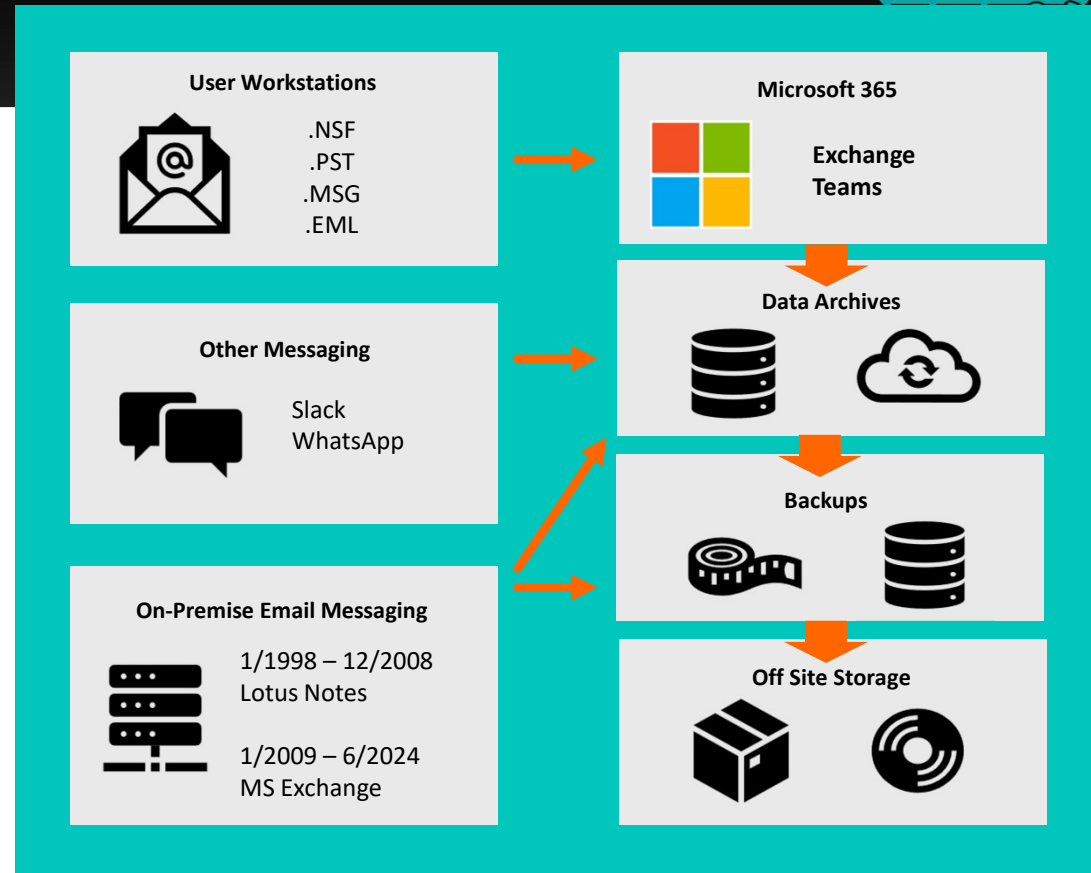 User Workstations
.NSF
.PST
.MSG
.EML
Microsoft 365
Exchange
Teams
Other Messaging
Slack
WhatsApp
Data Archives
Backups
On-Premise Email Messaging
1/1998 – 12/2008
Lotus Notes
1/2009 – 6/2024
MS Exchange
Off Site Storage